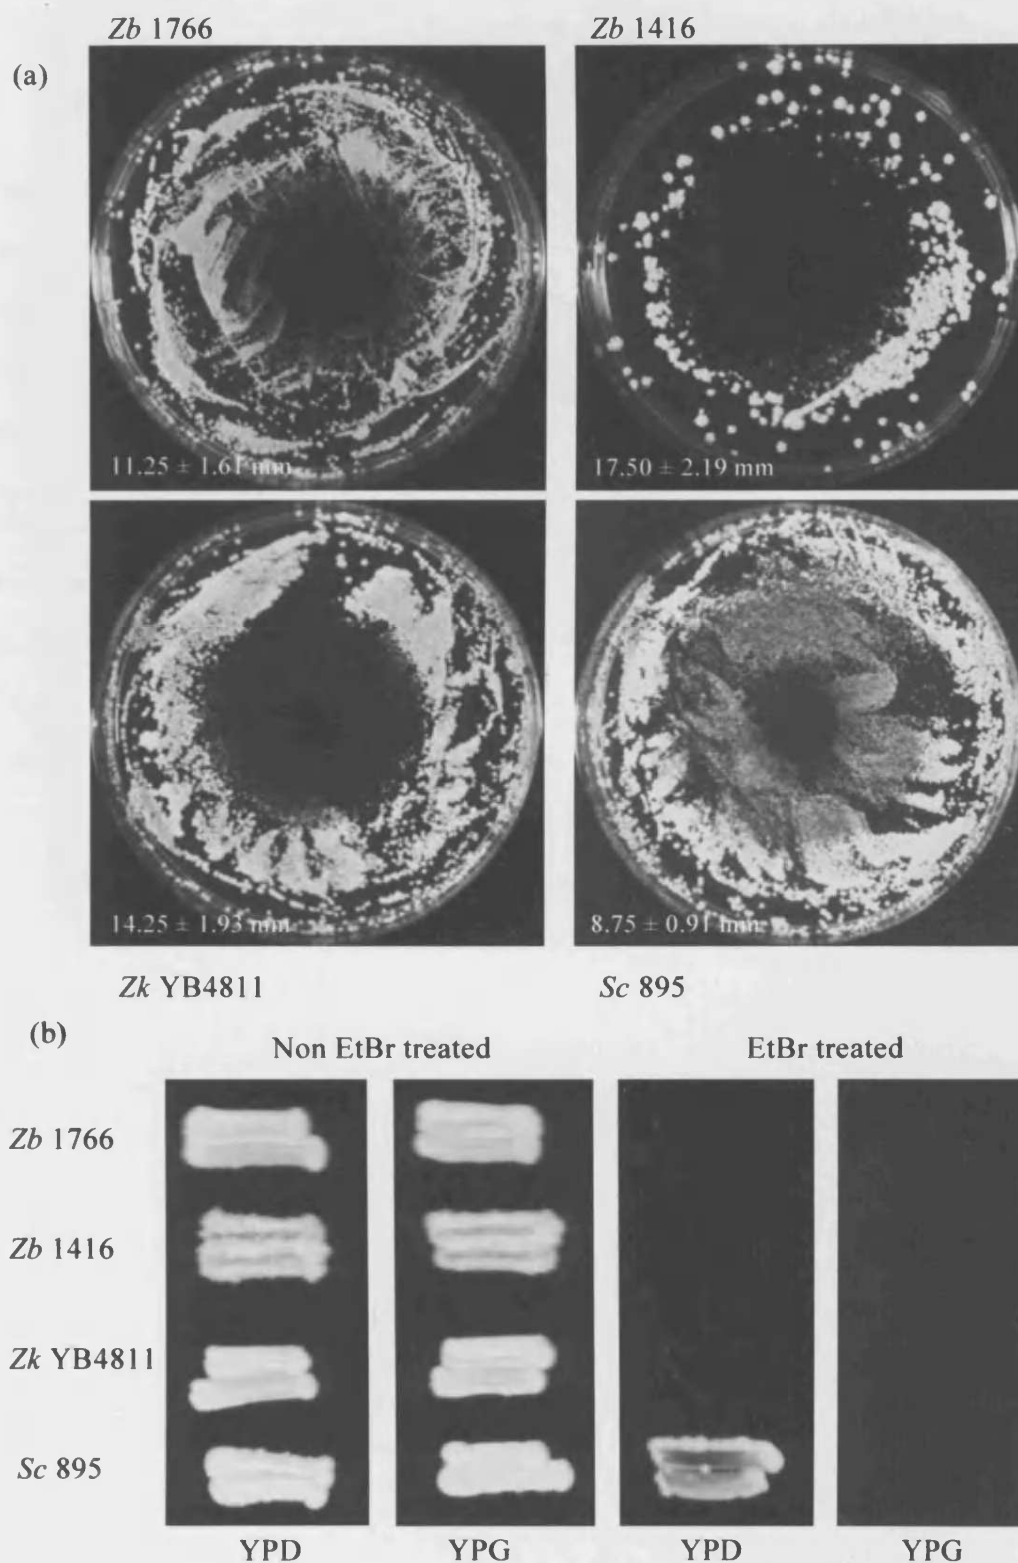 Zb 1766
Zb 1416
(a)
11.25 ± 1.61 mm
17.50 ± 2.19 mm
14.25 ± 1.93 mm
8.75 ± 0.91 mm
Zk YB4811
Sc 895
(b)
Non EtBr treated
EtBr treated
Zb 1766
Zb 1416
Zk YB4811
Sc 895
YPD
YPG
YPD
YPG